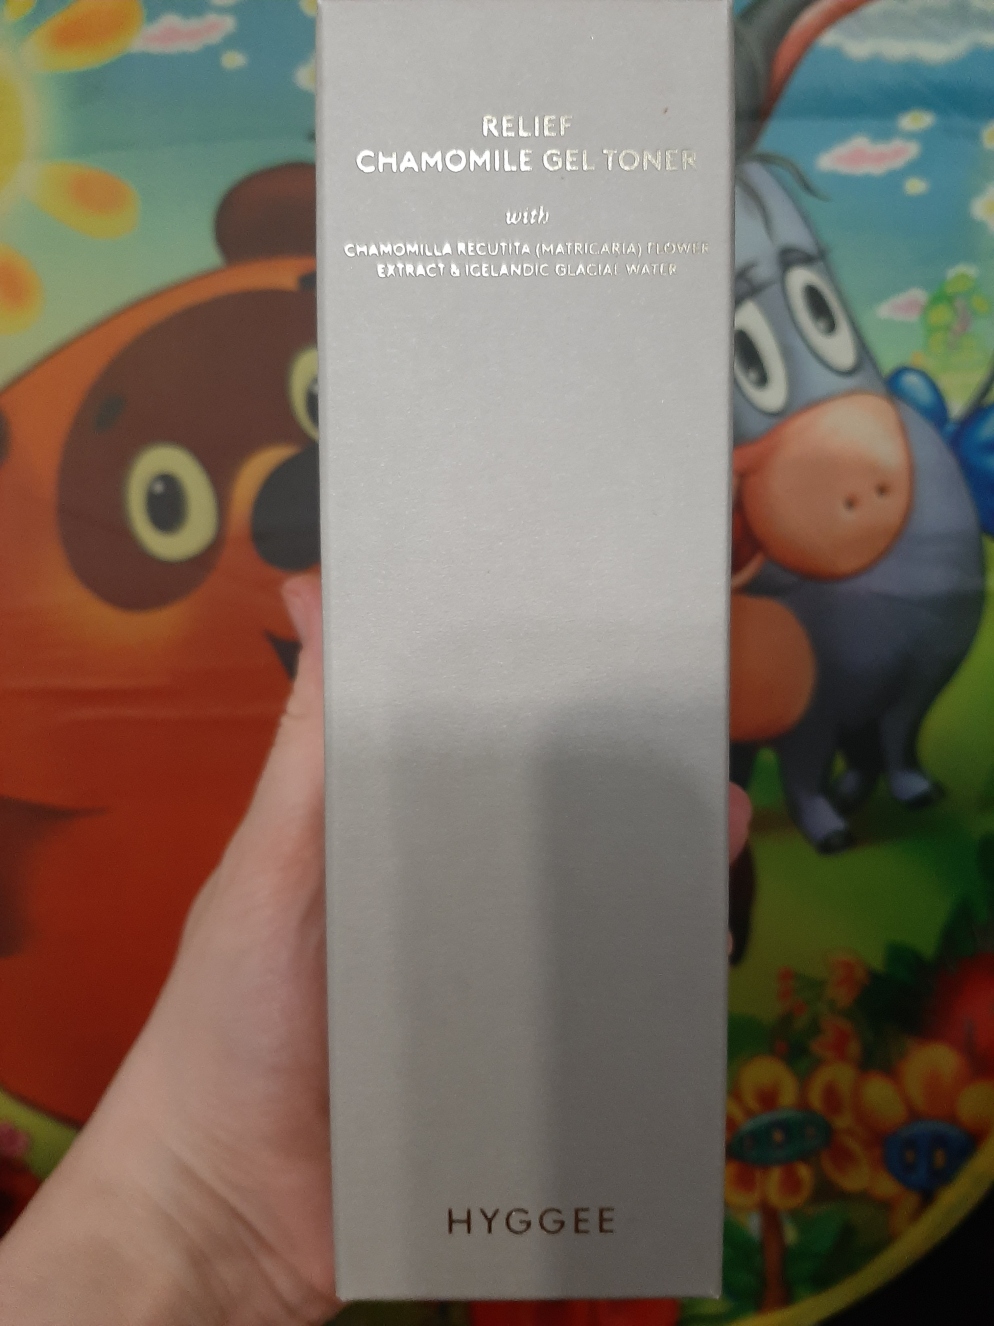 RELIEF
CHAMOMILE GEL TONER
with
CHAMOMILLA RECUTITA (MATRICARIA) FLOWER
EXTRACT & ICELANDIC GLACIAL WATER
HYGGEE